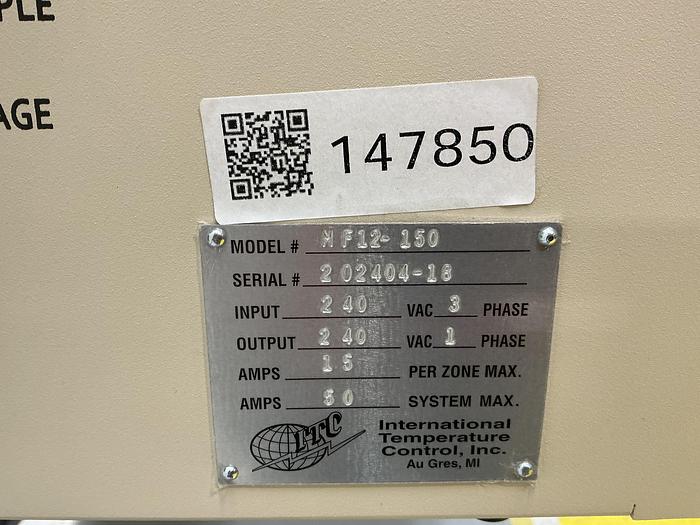 PLE
AGE
147850
MODEL # MF12-150
SERIAL # 202404-18
INPUT 240 VAC 3 PHASE
OUTPUT 240 VAC 1 PHASE
AMPS 15 PER ZONE MAX.
AMPS 50 SYSTEM MAX.
ITC
International
Temperature
Control, Inc.
Au Gres, MI